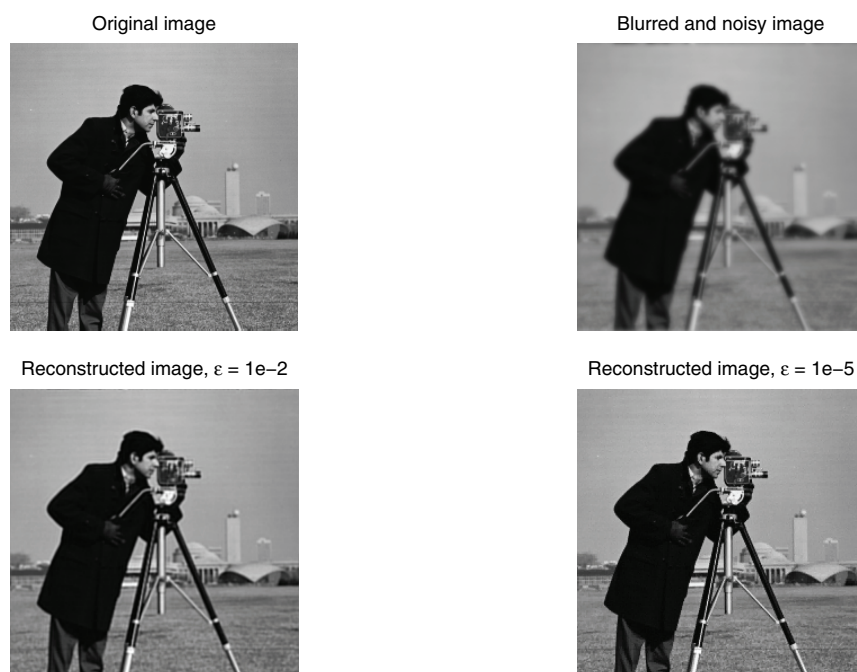 Original image
Blurred and noisy image
Reconstructed image, ε = 1e−2
Reconstructed image, ε = 1e−5